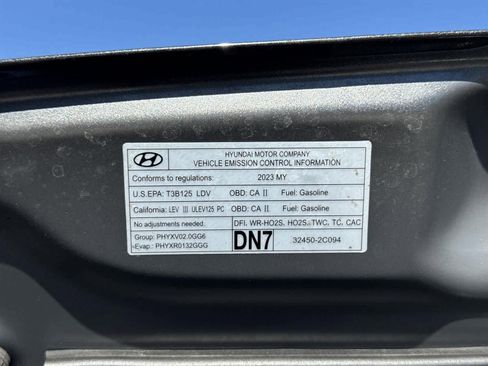 HYUNDAI MOTOR COMPANY
VEHICLE EMISSION CONTROL INFORMATION
Conforms to regulations: 2023 MY
U.S.EPA: T3B125 LDV OBD: CA II Fuel: Gasoline
California: LEV III ULEV125 PC OBD: CA II Fuel: Gasoline
No adjustments needed. DFI, WR-HO2S, HO2S, TWC, TC, CAC
Group: PHYXV02.0GG6
Evap.: PHYXR0132GGG
DN7
32450-2C094